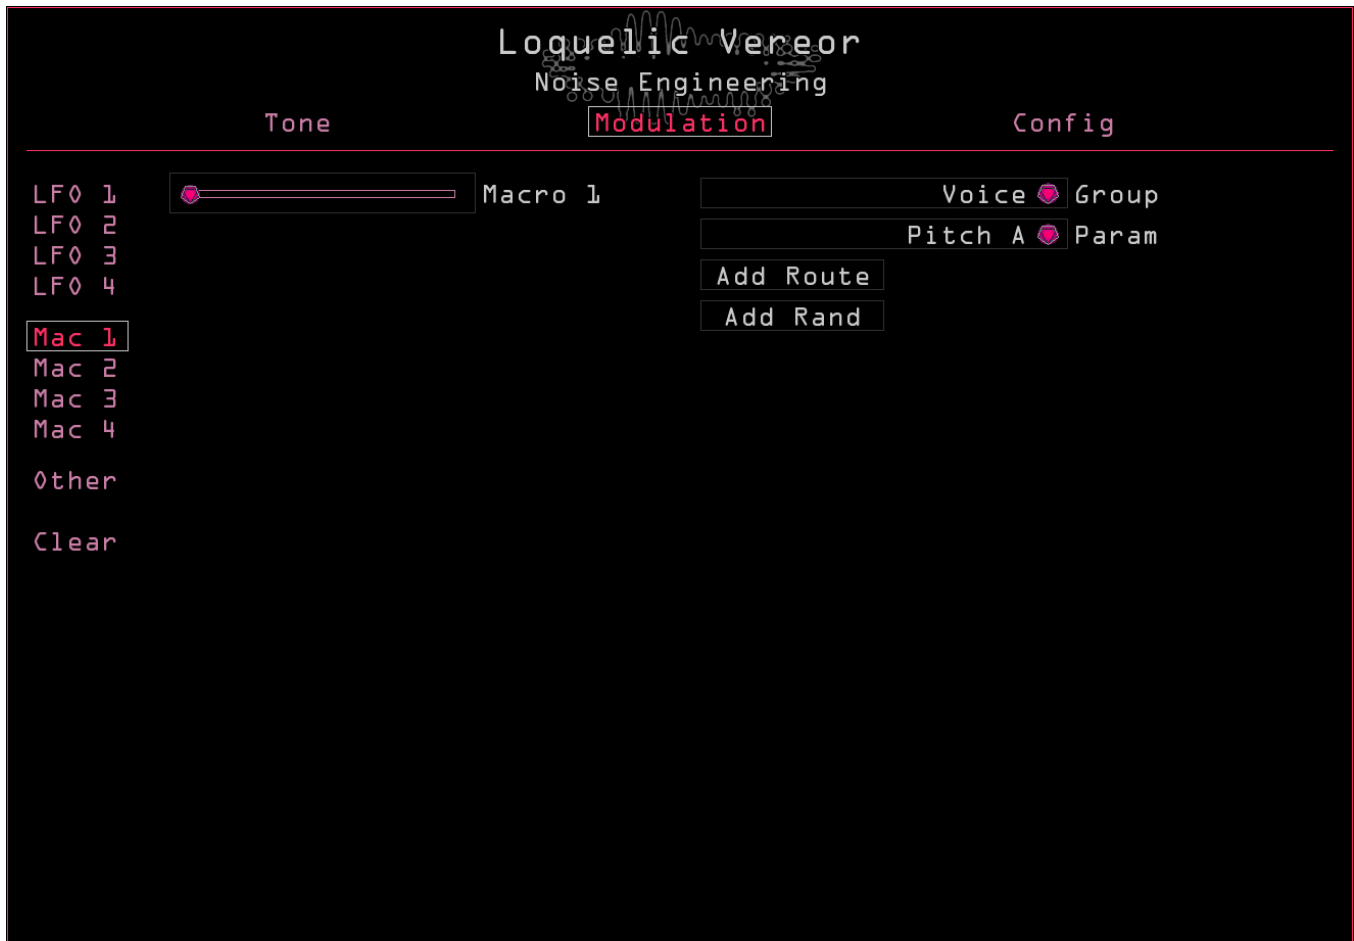 Loquelic Vereor
Noise Engineering
Tone Modulation Config
LFO 1
LFO 2
LFO 3
LFO 4
Mac 1
Mac 2
Mac 3
Mac 4
Other
Clear
Macro 1
Voice Group
Pitch A Param
Add Route
Add Rand